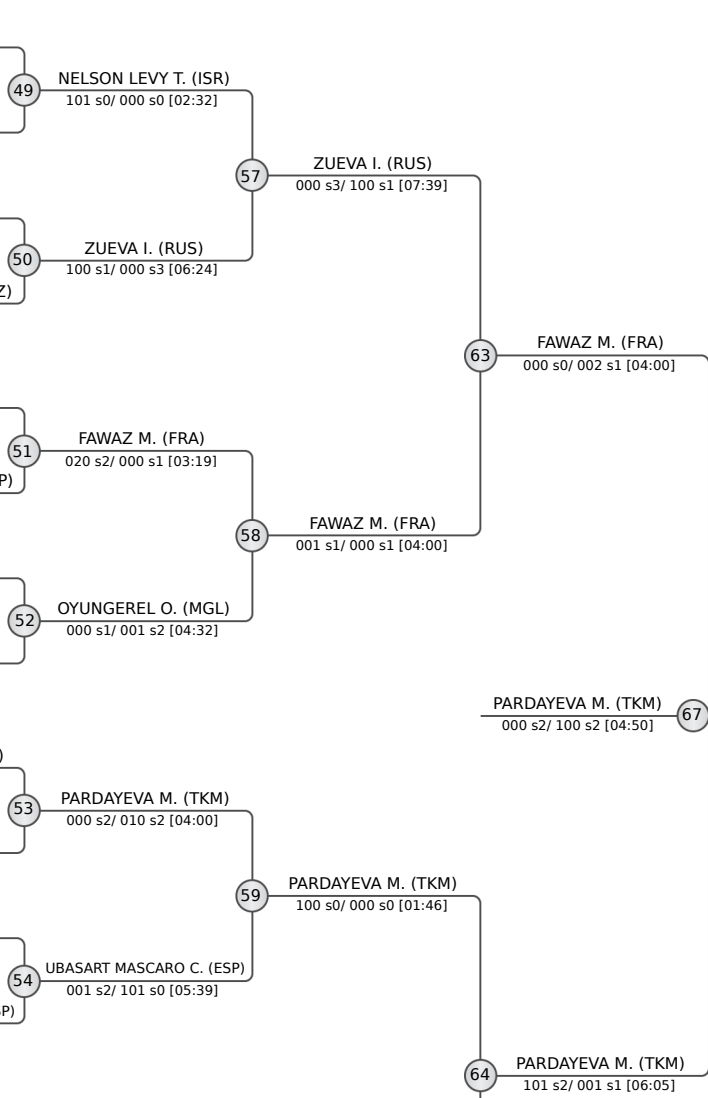 NELSON LEVY T. (ISR)
49
101 s0/ 000 s0 [02:32]
ZUEVA I. (RUS)
57
000 s3/ 100 s1 [07:39]
ZUEVA I. (RUS)
50
100 s1/ 000 s3 [06:24]
Z)
FAWAZ M. (FRA)
63
000 s0/ 002 s1 [04:00]
FAWAZ M. (FRA)
51
020 s2/ 000 s1 [03:19]
P)
FAWAZ M. (FRA)
58
001 s1/ 000 s1 [04:00]
OYUNGEREL O. (MGL)
52
000 s1/ 001 s2 [04:32]
PARDAYEVA M. (TKM)
67
000 s2/ 100 s2 [04:50]
)
PARDAYEVA M. (TKM)
53
000 s2/ 010 s2 [04:00]
PARDAYEVA M. (TKM)
59
100 s0/ 000 s0 [01:46]
UBASART MASCARO C. (ESP)
54
001 s2/ 101 s0 [05:39]
SP)
PARDAYEVA M. (TKM)
64
101 s2/ 001 s1 [06:05]